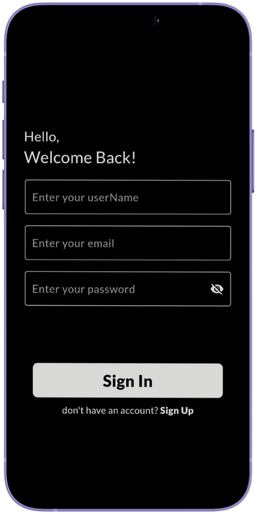 Hello,
Welcome Back!
Enter your userName
Enter your email
Enter your password
Sign In
don't have an account? Sign Up